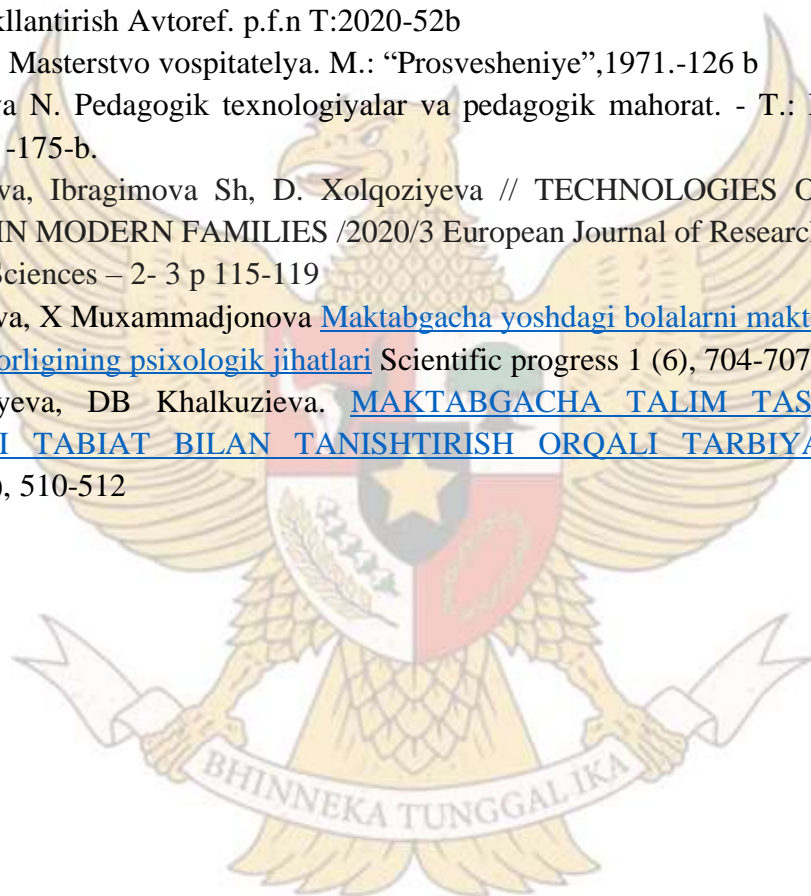 kllantirish Avtoref. p.f.n T:2020-52b
Masterstvo vospitatelya. M.: “Prosvesheniye”,1971.-126 b
va N. Pedagogik texnologiyalar va pedagogik mahorat. - T.:
-175-b.
va, Ibragimova Sh, D. Xolqoziyeva // TECHNOLOGIES O
IN MODERN FAMILIES /2020/3 European Journal of Research
Sciences – 2- 3 p 115-119
va, X Muxammadjonova Maktabgacha yoshdagi bolalarni makt
orligining psixologik jihatlari Scientific progress 1 (6), 704-707
yeva, DB Khalkuzieva. MAKTABGACHA TALIM TAS
I TABIAT BILAN TANISHTIRISH ORQALI TARBIYA
), 510-512
BHINNEKA TUNGGAL IKA